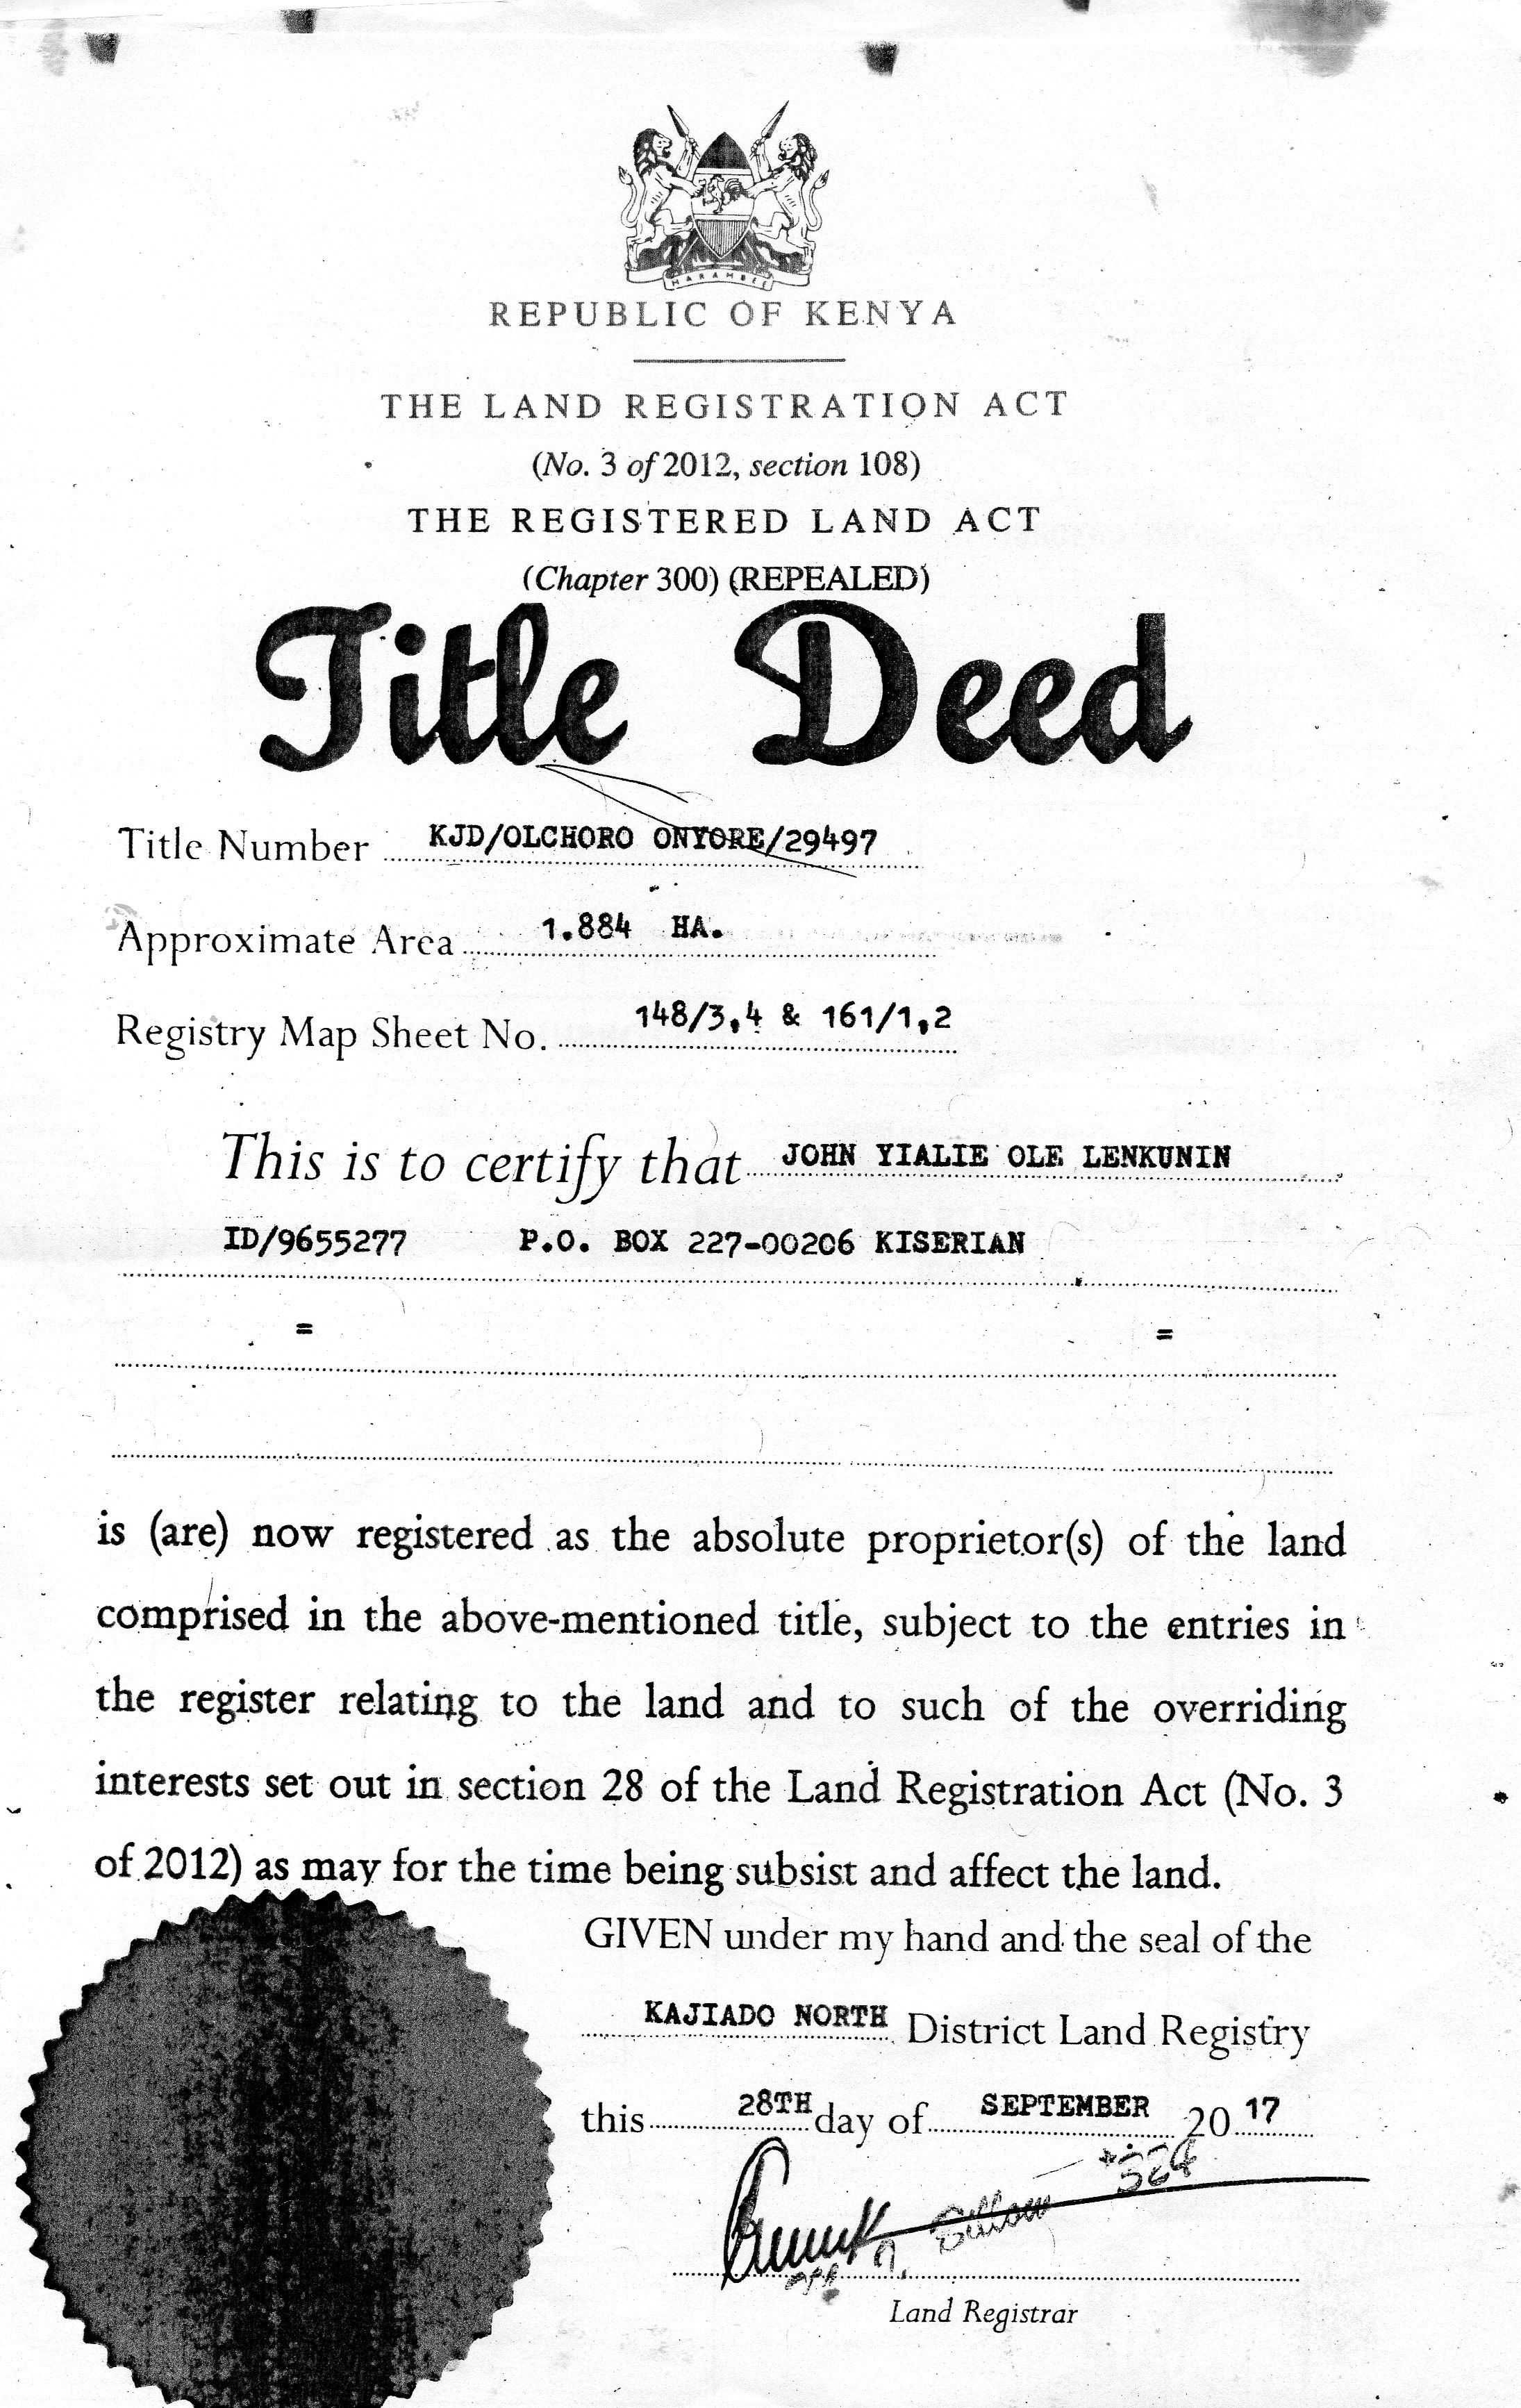 HARAMBEE
REPUBLIC OF KENYA
THE LAND REGISTRATION ACT
(No. 3 of 2012, section 108)
THE REGISTERED LAND ACT
(Chapter 300) (REPEALED)
Title Deed
Title Number KJD/OLCHORO ONYORE/29497
Approximate Area 1.884 HA.
Registry Map Sheet No. 148/3,4 & 161/1,2
This is to certify that JOHN YIALIE OLE LENKUNIN
ID/9655277 P.O. BOX 227-00206 KISERIAN
= =
is (are) now registered as the absolute proprietor(s) of the land
comprised in the above-mentioned title, subject to the entries in
the register relating to the land and to such of the overriding
interests set out in section 28 of the Land Registration Act (No. 3
of 2012) as may for the time being subsist and affect the land.
GIVEN under my hand and the seal of the
KAJIADO NORTH District Land Registry
this 28TH day of SEPTEMBER 2017
524
Land Registrar